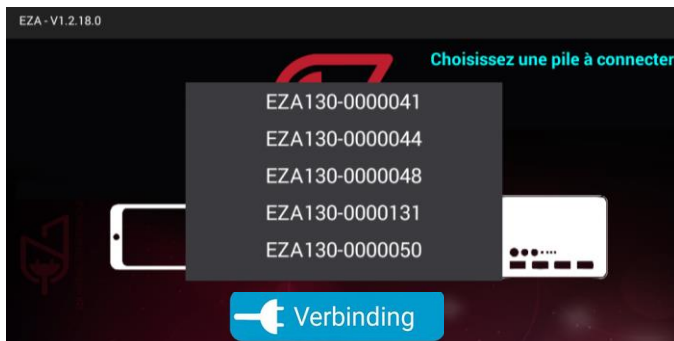 EZA - V1.2.18.0
Choisissez une pile à connecter
EZA130-0000041
EZA130-0000044
EZA130-0000048
EZA130-0000131
EZA130-0000050
Verbinding